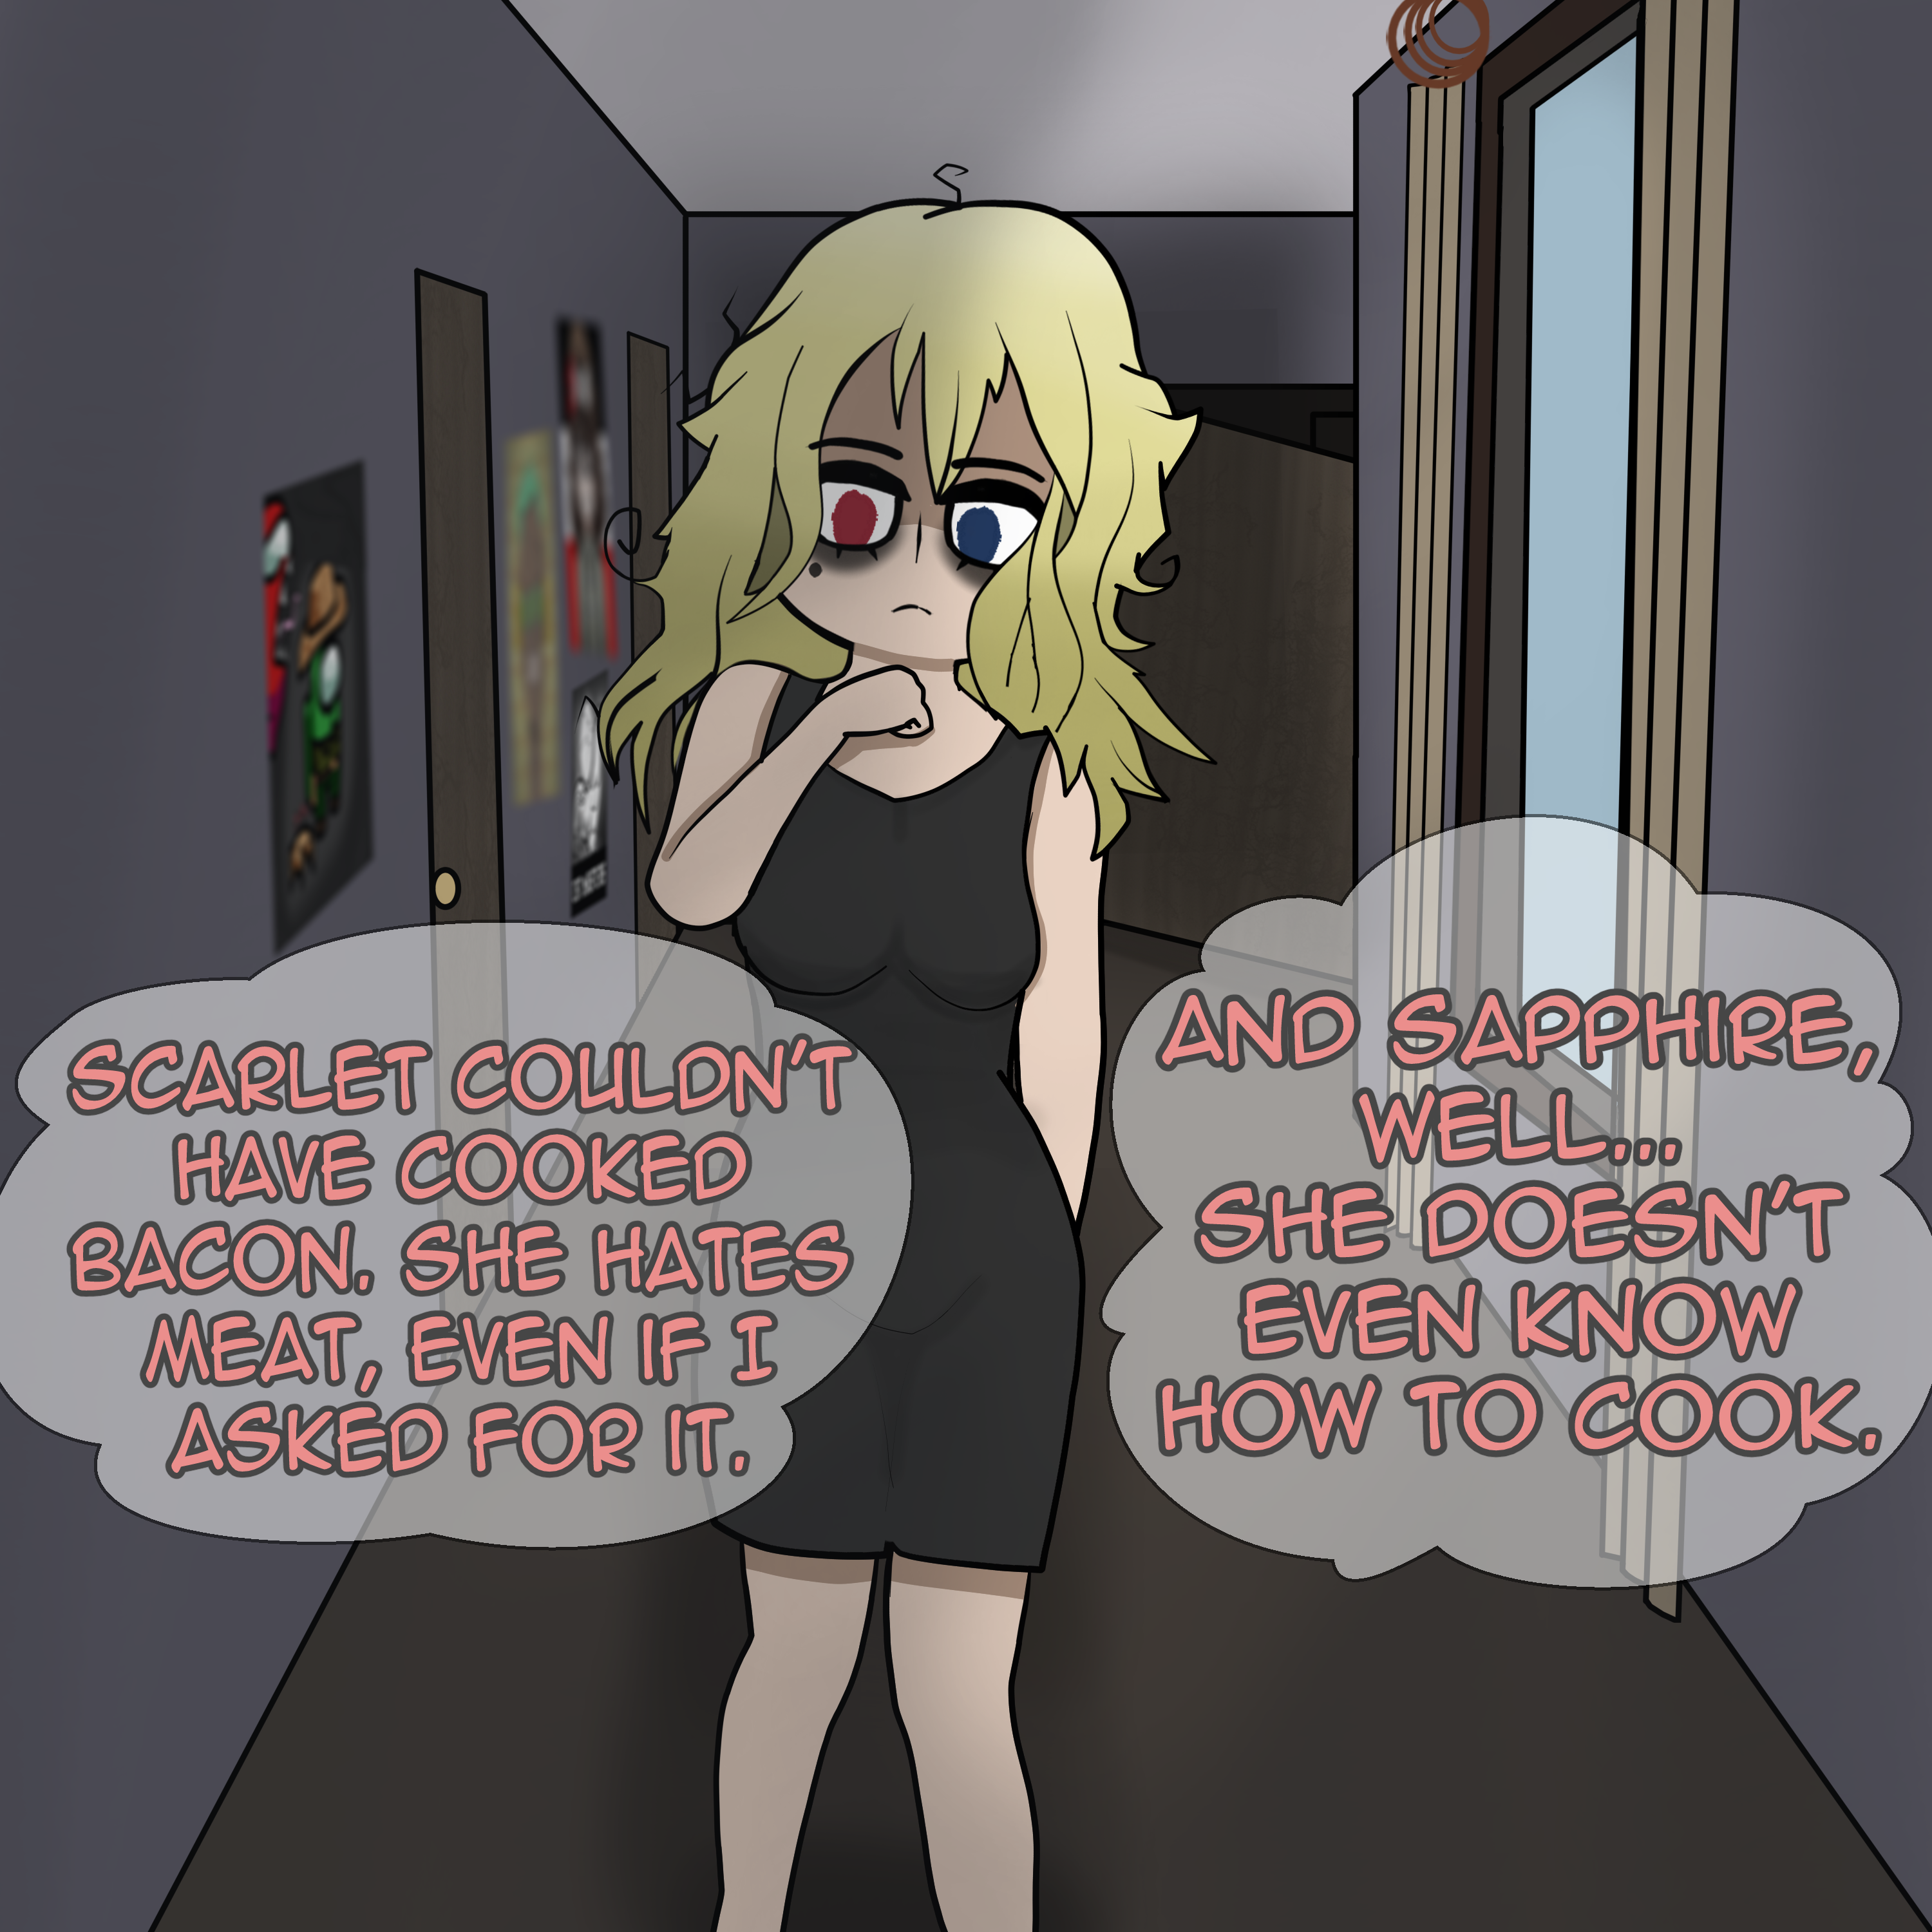 SCARLET COULDN'T
HAVE COOKED
BACON. SHE HATES
MEAT, EVEN IF I
ASKED FOR IT.
AND SAPPHIRE,
WELL...
SHE DOESN'T
EVEN KNOW
HOW TO COOK.